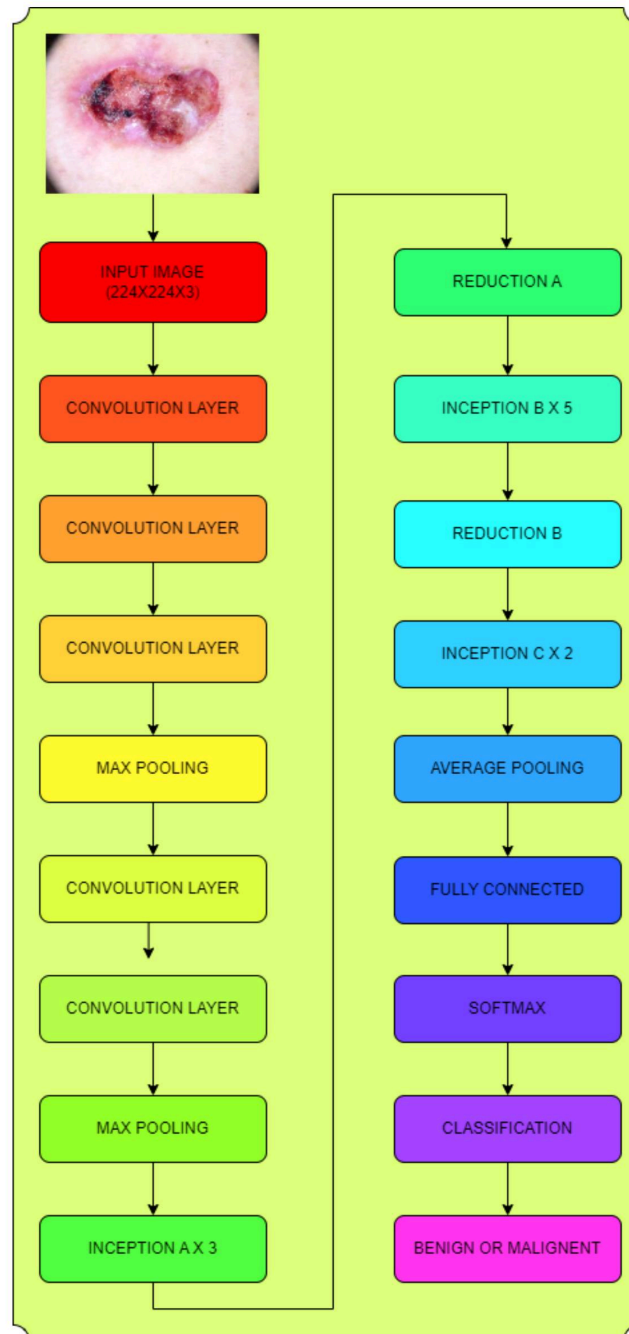 INPUT IMAGE
(224X224X3)
CONVOLUTION LAYER
CONVOLUTION LAYER
CONVOLUTION LAYER
MAX POOLING
CONVOLUTION LAYER
CONVOLUTION LAYER
MAX POOLING
INCEPTION A X 3
REDUCTION A
INCEPTION B X 5
REDUCTION B
INCEPTION C X 2
AVERAGE POOLING
FULLY CONNECTED
SOFTMAX
CLASSIFICATION
BENIGN OR MALIGNENT